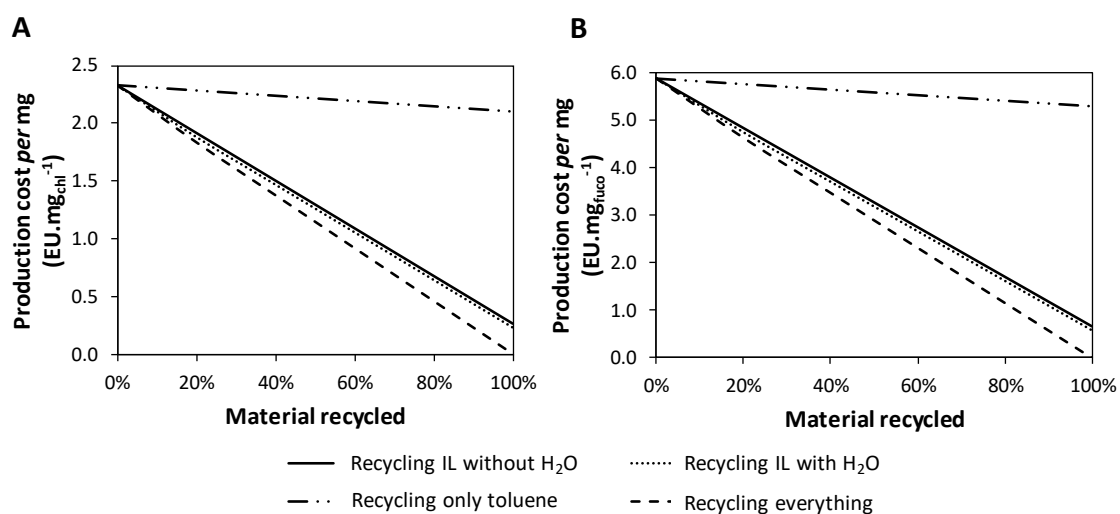 A
Production cost per mg
(EU.mg_chl^-1)
2.5
2.0
1.5
1.0
0.5
0.0
0%
20%
40%
60%
80%
100%
Material recycled
B
Production cost per mg
(EU.mg_fuco^-1)
6.0
5.0
4.0
3.0
2.0
1.0
0.0
0%
20%
40%
60%
80%
100%
Material recycled
Recycling IL without H₂O
Recycling IL with H₂O
Recycling only toluene
Recycling everything